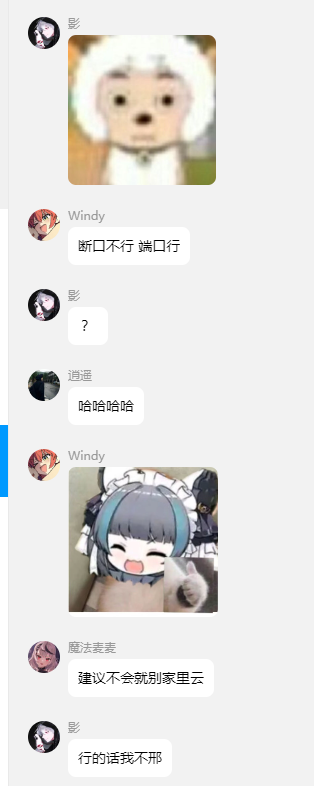 影
Windy
断口不行 端口行
影
？
逍遥
哈哈哈哈
Windy
魔法麦麦
建议不会就别家里云
影
行的话我不邢